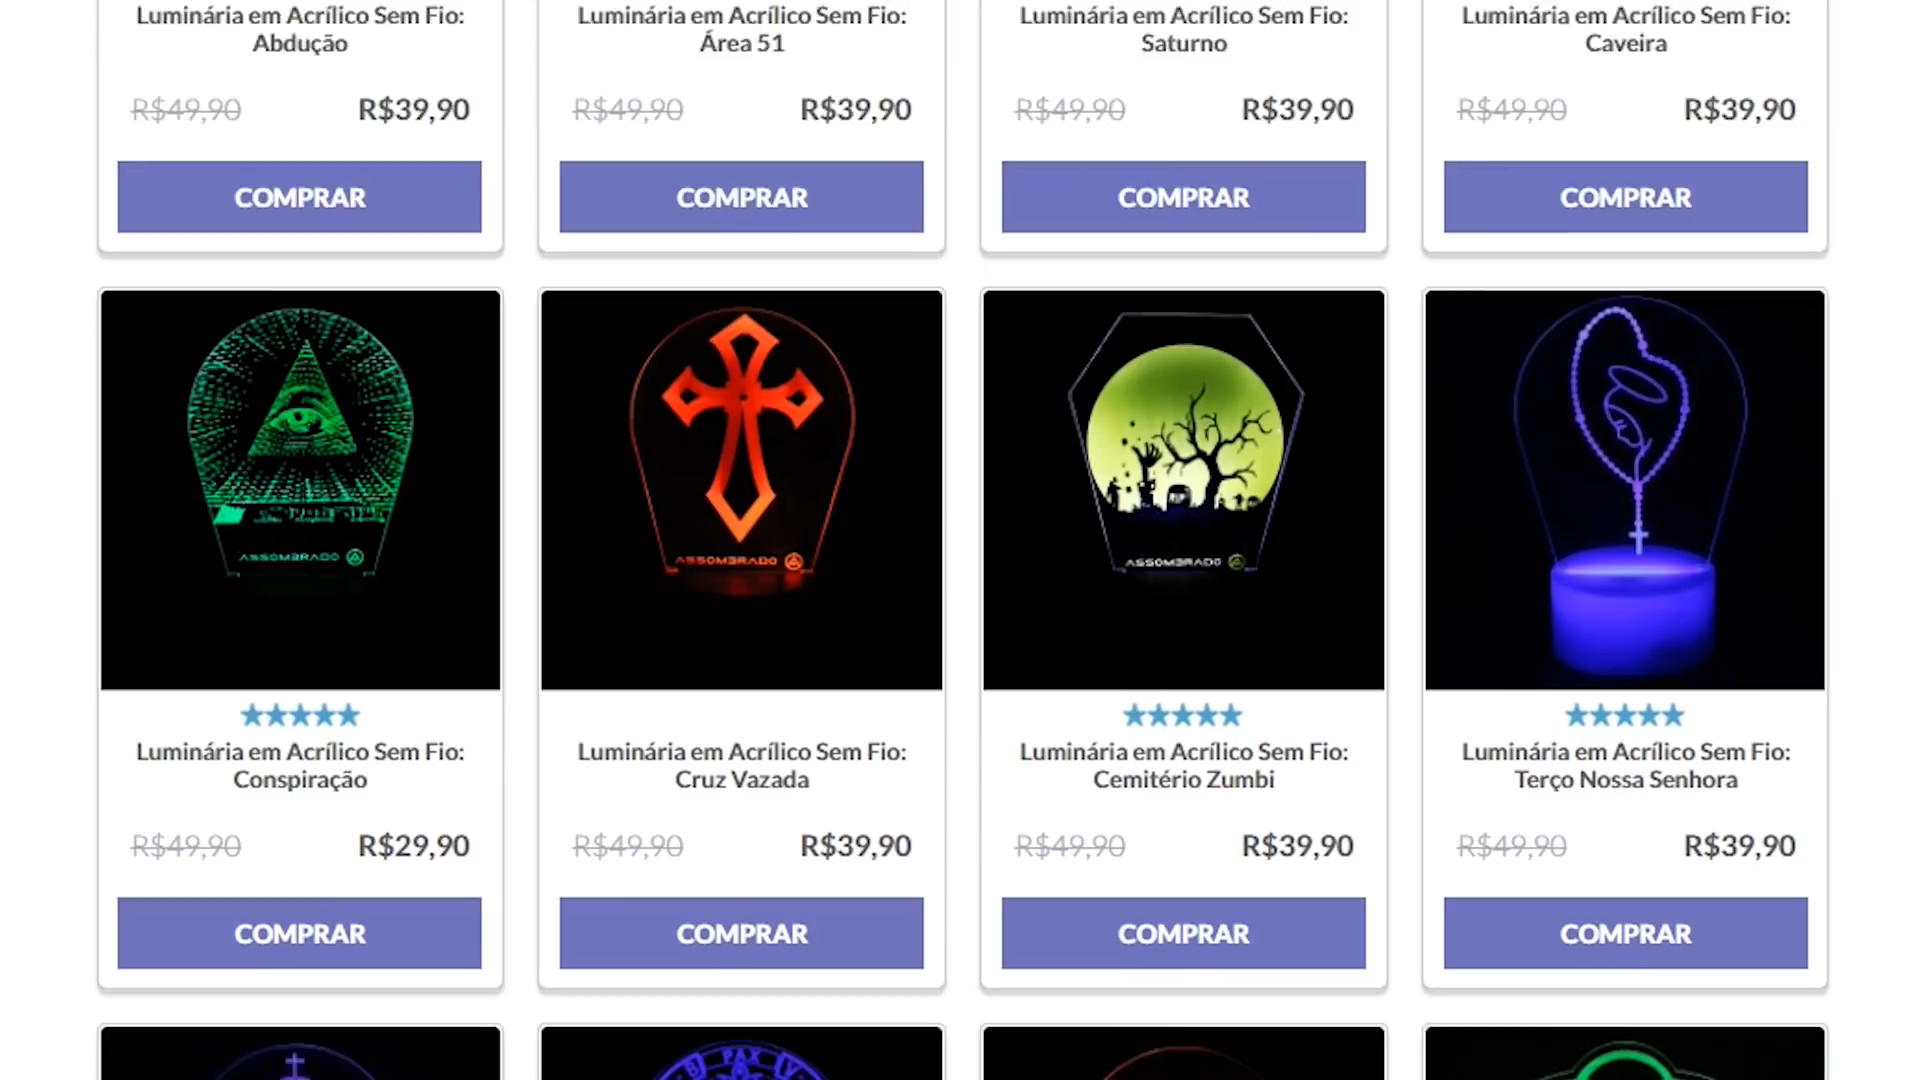 Luminária em Acrílico Sem Fio:
Abdução
R$49,90 R$39,90
COMPRAR
Luminária em Acrílico Sem Fio:
Área 51
R$49,90 R$39,90
COMPRAR
Luminária em Acrílico Sem Fio:
Saturno
R$49,90 R$39,90
COMPRAR
Luminária em Acrílico Sem Fio:
Caveira
R$49,90 R$39,90
COMPRAR
ASSOM3RADO
Luminária em Acrílico Sem Fio:
Conspiração
R$49,90 R$29,90
COMPRAR
ASSOM3RADO
Luminária em Acrílico Sem Fio:
Cruz Vazada
R$49,90 R$39,90
COMPRAR
ASSOM3RADO
Luminária em Acrílico Sem Fio:
Cemitério Zumbi
R$49,90 R$39,90
COMPRAR
Luminária em Acrílico Sem Fio:
Terço Nossa Senhora
R$49,90 R$39,90
COMPRAR
PAX